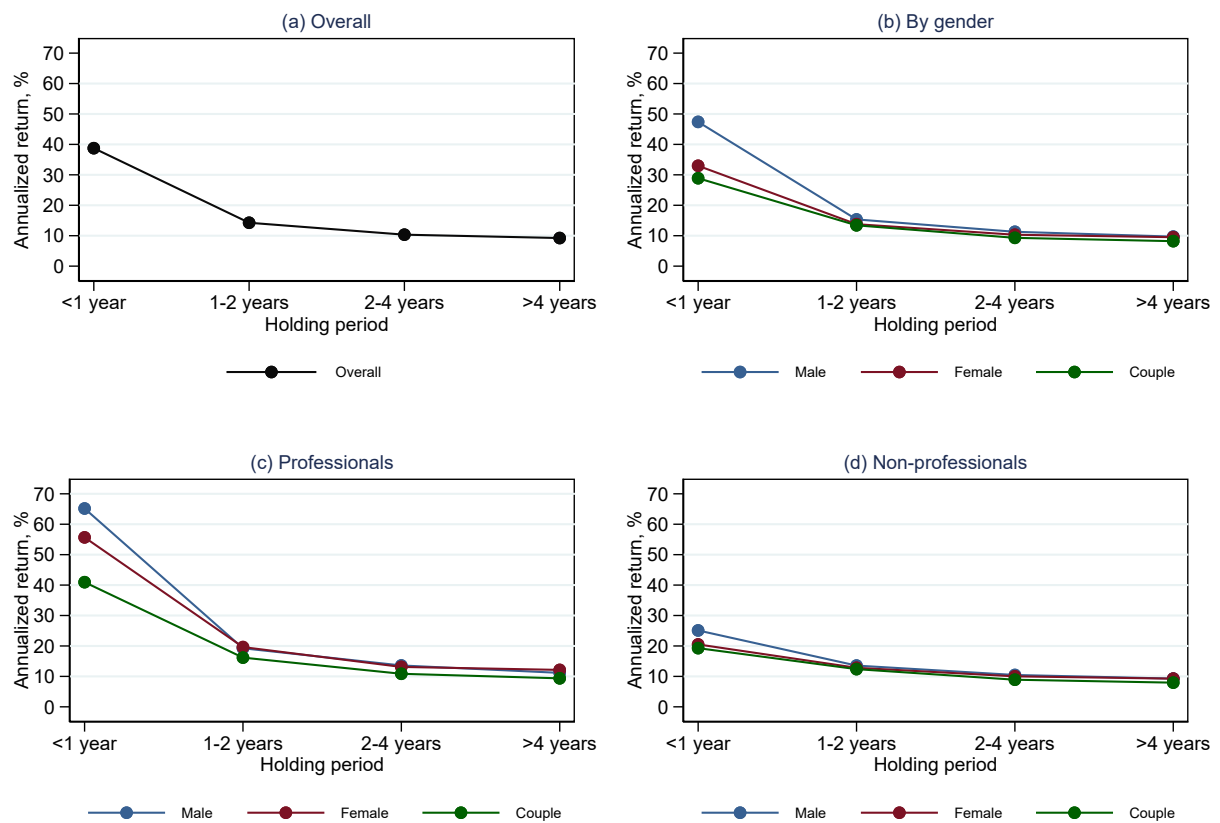 (a) Overall
Annualized return, %
70
60
50
40
30
20
10
0
<1 year 1-2 years 2-4 years >4 years
Holding period
Overall
(b) By gender
Annualized return, %
70
60
50
40
30
20
10
0
<1 year 1-2 years 2-4 years >4 years
Holding period
Male Female Couple
(c) Professionals
Annualized return, %
70
60
50
40
30
20
10
0
<1 year 1-2 years 2-4 years >4 years
Holding period
Male Female Couple
(d) Non-professionals
Annualized return, %
70
60
50
40
30
20
10
0
<1 year 1-2 years 2-4 years >4 years
Holding period
Male Female Couple